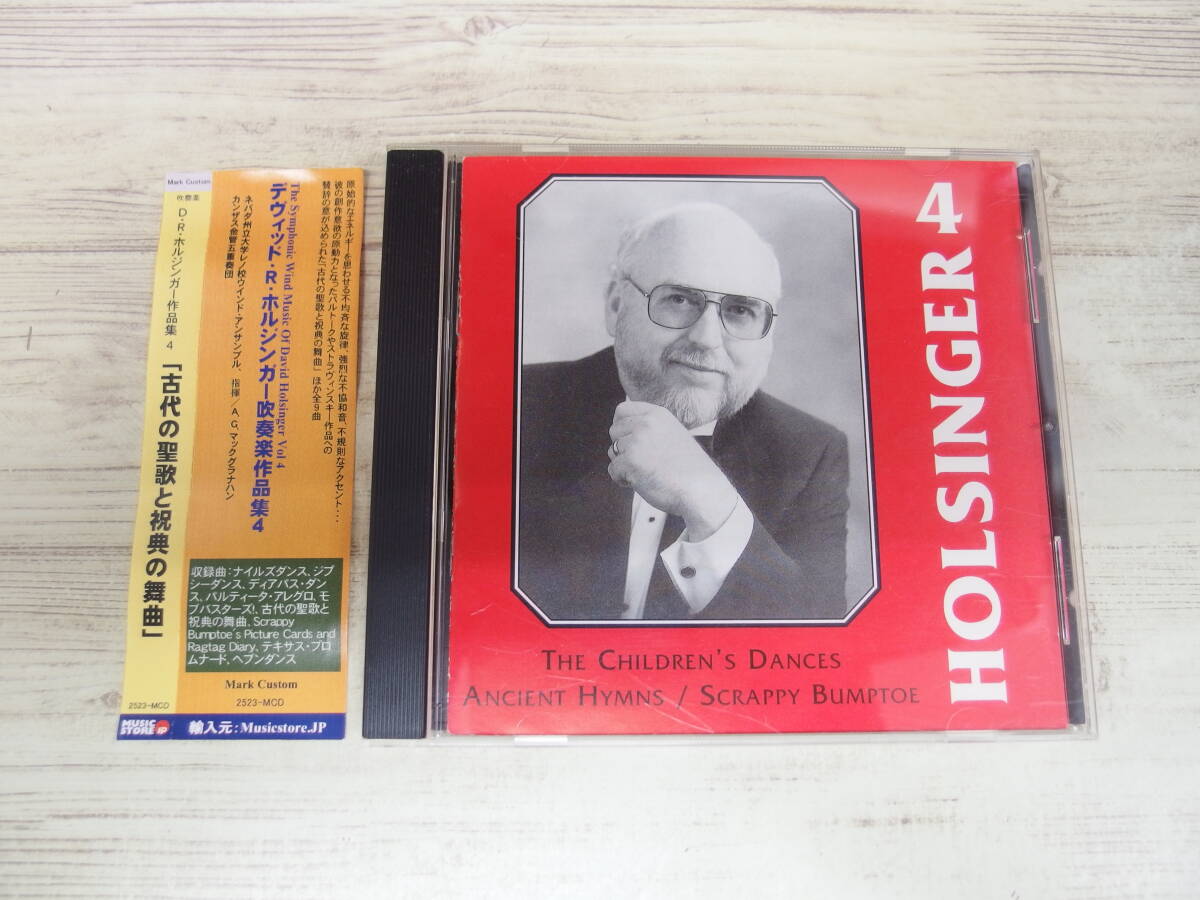 Mark Custom
吹奏楽
D・R・ホルジンガー作品集 4
「古代の聖歌と祝典の舞曲」
2523-MCD
MUSIC
STORE JP
原始的なエネルギーを思わせる不均斉な旋律、強烈な不協和音、不規則なアクセント・・・
彼の創作意欲の原動力となったバルトークやストラヴィンスキー作品への
賛辞の意が込められた「古代の聖歌と祝典の舞曲」ほか全9曲
The Symphonic Wind Music Of David Holsinger Vol 4
デヴィッド・R・ホルジンガー吹奏楽作品集4
ネバダ州立大学レノ校ウインド・アンサンブル、指揮／A，G，マックグラナハン
カンザス金管五重奏団
収録曲：ナイルズダンス、ジプ
シーダンス、ディアバス・ダン
ス、パルティータ・アレグロ、モ
ブバスターズ!、古代の聖歌と
祝典の舞曲、Scrappy
Bumptoe's Picture Cards and
Ragtag Diary、テキサス・プロ
ムナード、ヘブンダンス
Mark Custom
2523-MCD
輸入元：Musicstore.JP
HOLSINGER 4
THE CHILDREN'S DANCES
ANCIENT HYMNS / SCRAPPY BUMPTOE